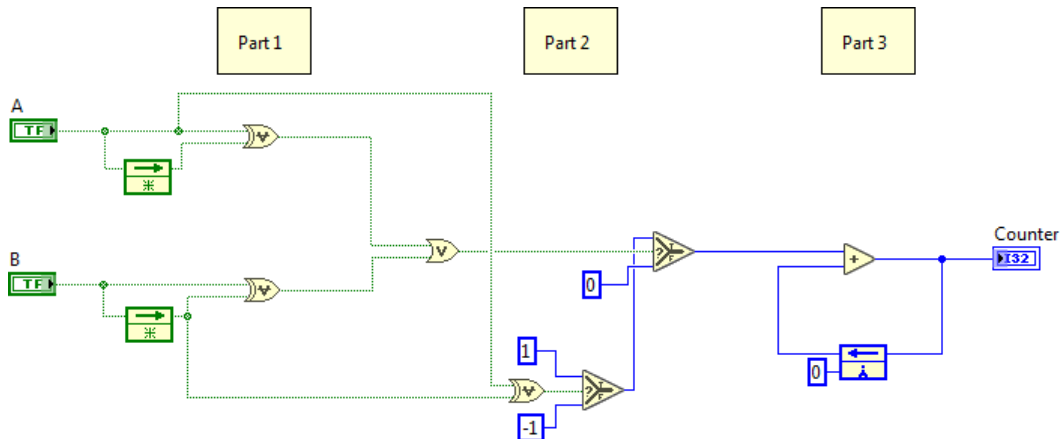 Part 1
Part 2
Part 3
A
TF
B
TF
V
V
V
V
? T F
0
1
-1
? T F
+
0
Counter
I32